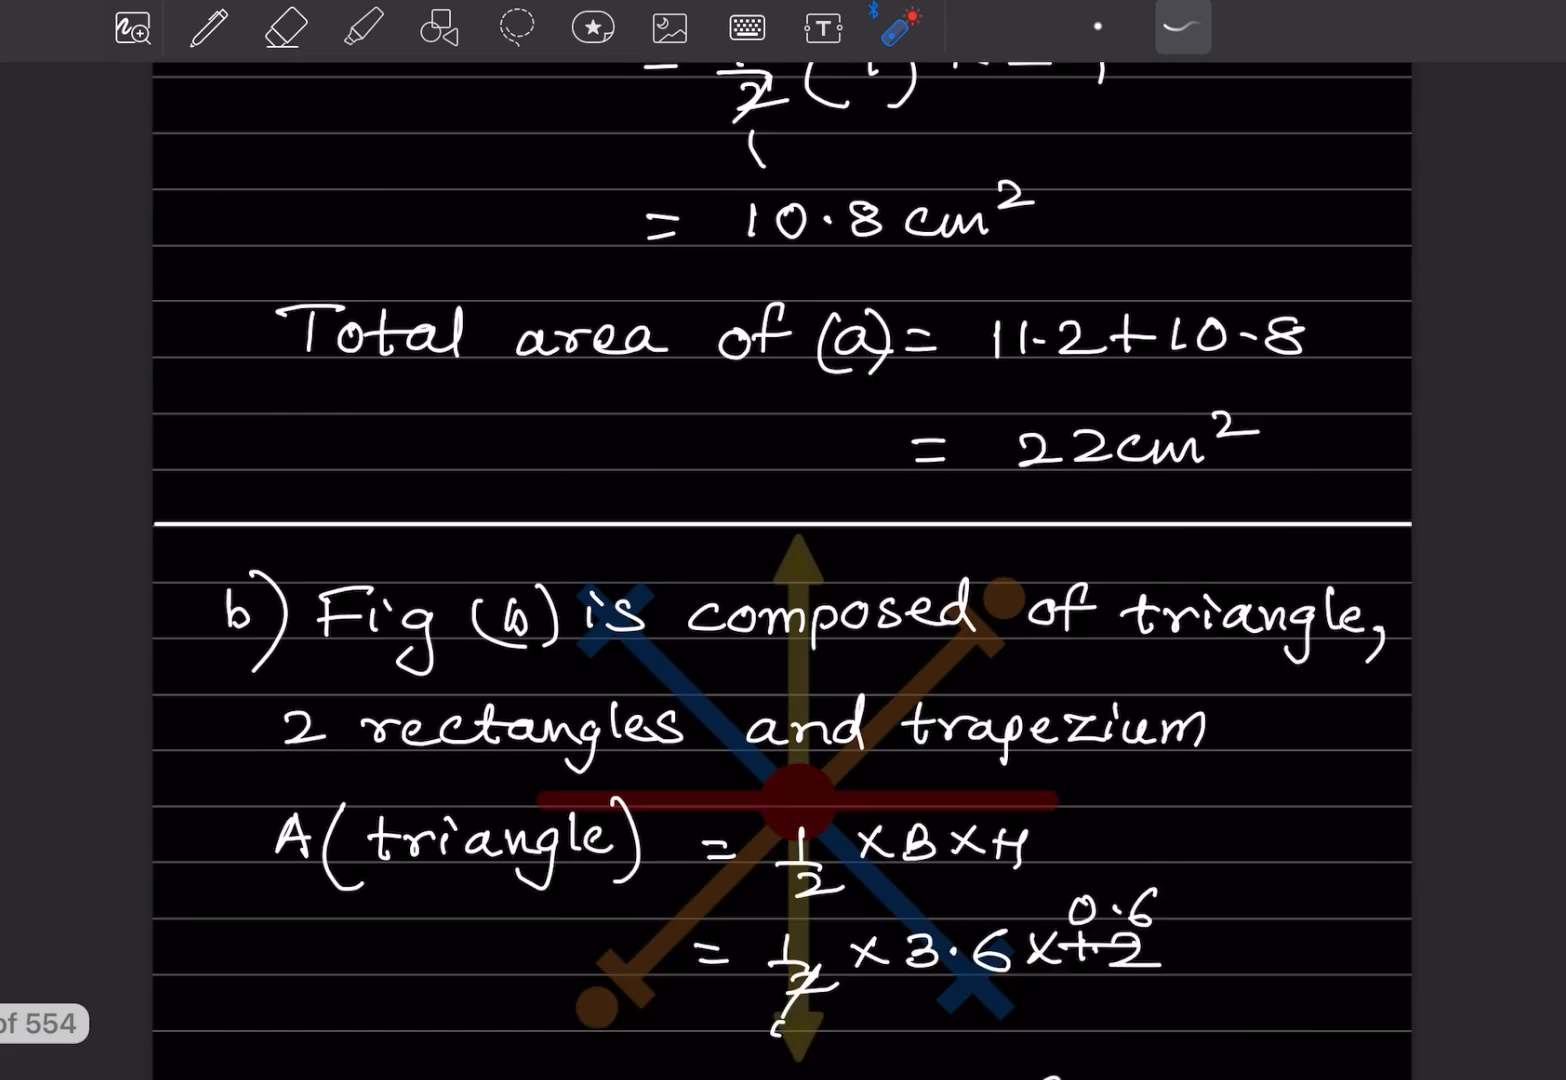 = 10.8 cm²
Total area of (a) = 11.2+10.8
= 22cm²
b) Fig (b) is composed of triangle,
2 rectangles and trapezium
A(triangle) = 1/2 × B × H
0.6
= 1/2 × 3.6 × 1.2
1
of 554